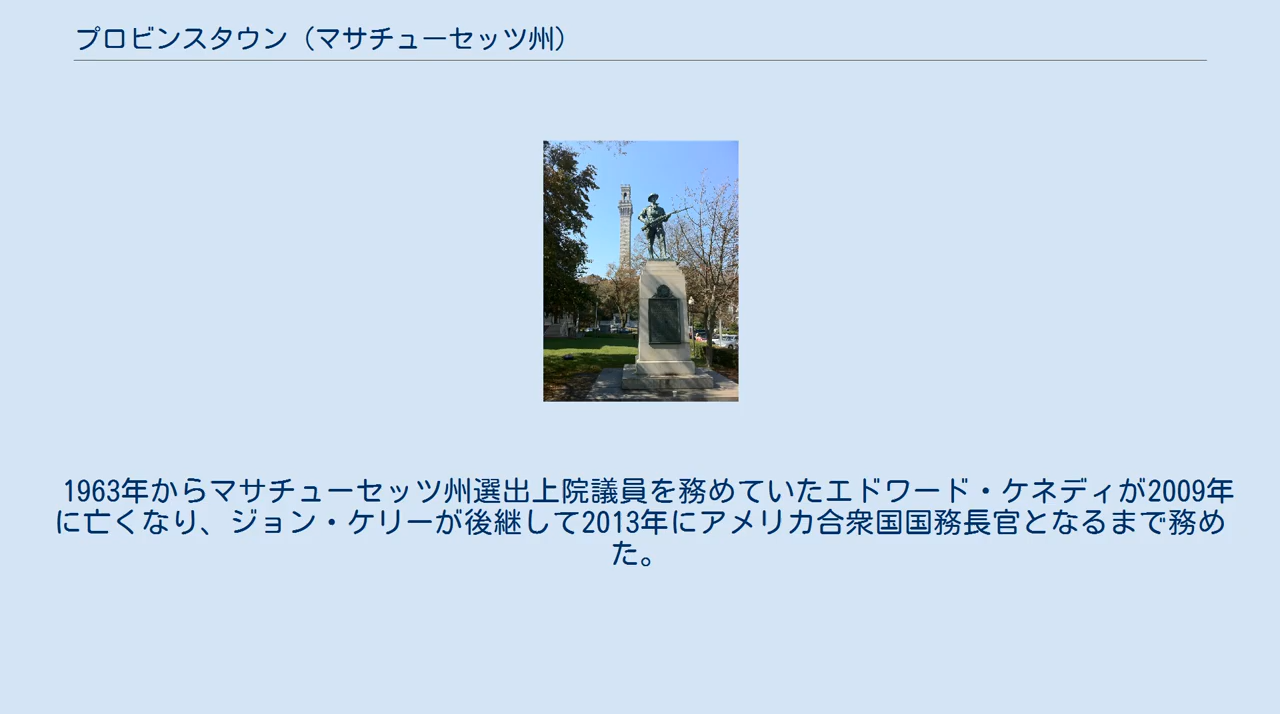 プロビンスタウン（マサチューセッツ州）
1963年からマサチューセッツ州選出上院議員を務めていたエドワード・ケネディが2009年
に亡くなり、ジョン・ケリーが後継して2013年にアメリカ合衆国国務長官となるまで務め
た。